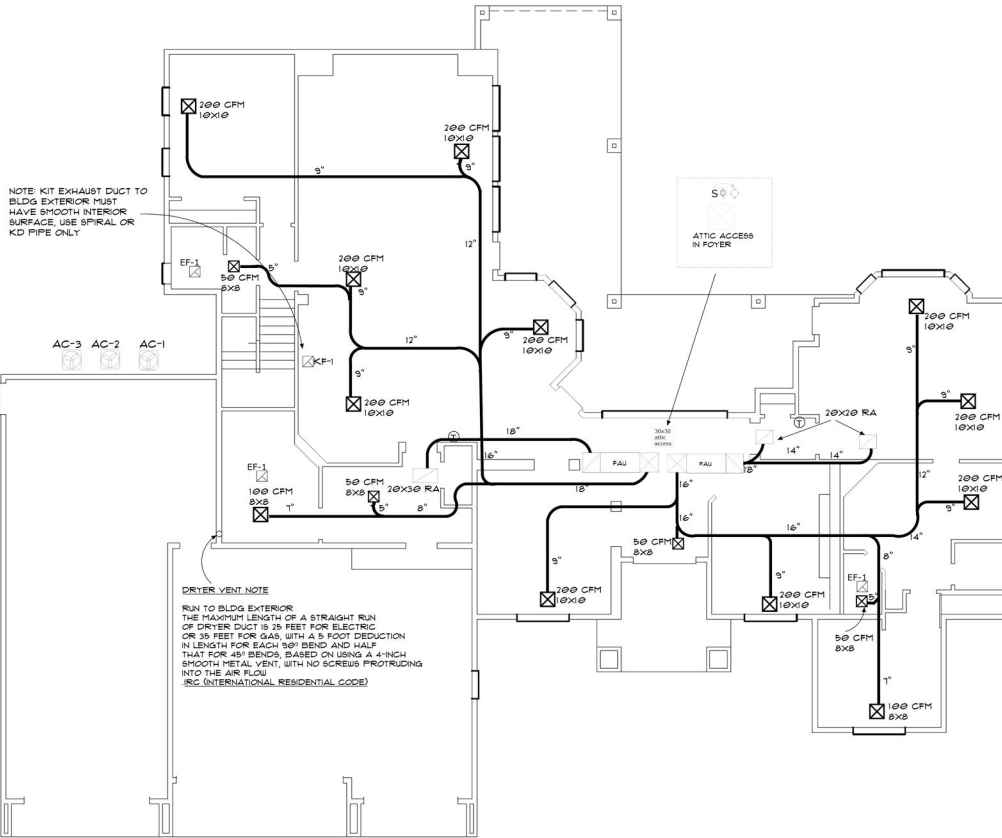 200 CFM
10X10
200 CFM
10X10
9"
9"
NOTE: KIT EXHAUST DUCT TO
BLDG EXTERIOR MUST
HAVE SMOOTH INTERIOR
SURFACE, USE SPIRAL OR
KD PIPE ONLY
S
ATTIC ACCESS
IN FOYER
12"
EF-1
50 CFM
8X8
5"
200 CFM
10X10
9"
200 CFM
10X10
9"
200 CFM
10X10
9"
AC-3
AC-2
AC-1
KF-1
12"
9"
200 CFM
10X10
9"
200 CFM
10X10
20X20 RA
T
T
30x30
attic
access
18"
16"
FAU
FAU
18"
14"
14"
EF-1
100 CFM
8X8
7"
50 CFM
8X8
5"
8"
20X30 RA
18"
16"
16"
12"
200 CFM
10X10
9"
14"
16"
50 CFM
8X8
8"
9"
200 CFM
10X10
9"
200 CFM
10X10
EF-1
5"
50 CFM
8X8
7"
100 CFM
8X8
DRYER VENT NOTE
RUN TO BLDG EXTERIOR
THE MAXIMUM LENGTH OF A STRAIGHT RUN
OF DRYER DUCT IS 25 FEET FOR ELECTRIC
OR 35 FEET FOR GAS, WITH A 5 FOOT DEDUCTION
IN LENGTH FOR EACH 90º BEND AND HALF
THAT FOR 45º BENDS, BASED ON USING A 4-INCH
SMOOTH METAL VENT, WITH NO SCREWS PROTRUDING
INTO THE AIR FLOW
.IRC (INTERNATIONAL RESIDENTIAL CODE)